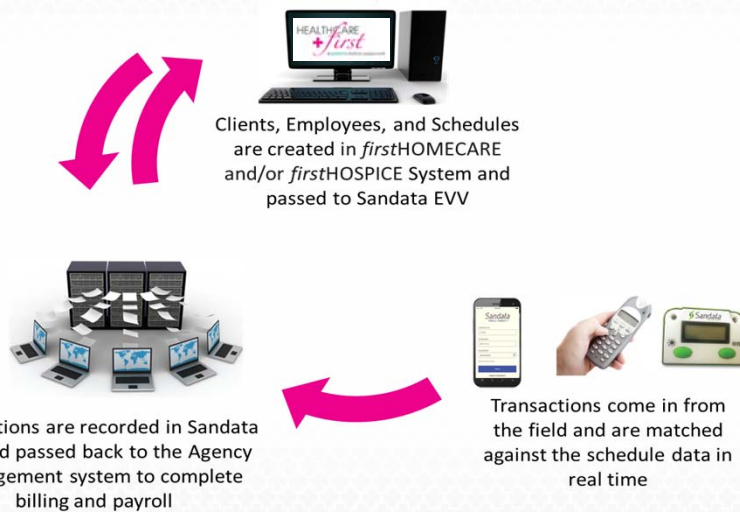 HEALTHCARE
first
Clients, Employees, and Schedules
are created in firstHOMECARE
and/or firstHOSPICE System and
passed to Sandata EVV
Sandata
Sandata
Transactions come in from
the field and are matched
against the schedule data in
real time
tions are recorded in Sandata
d passed back to the Agency
gement system to complete
billing and payroll